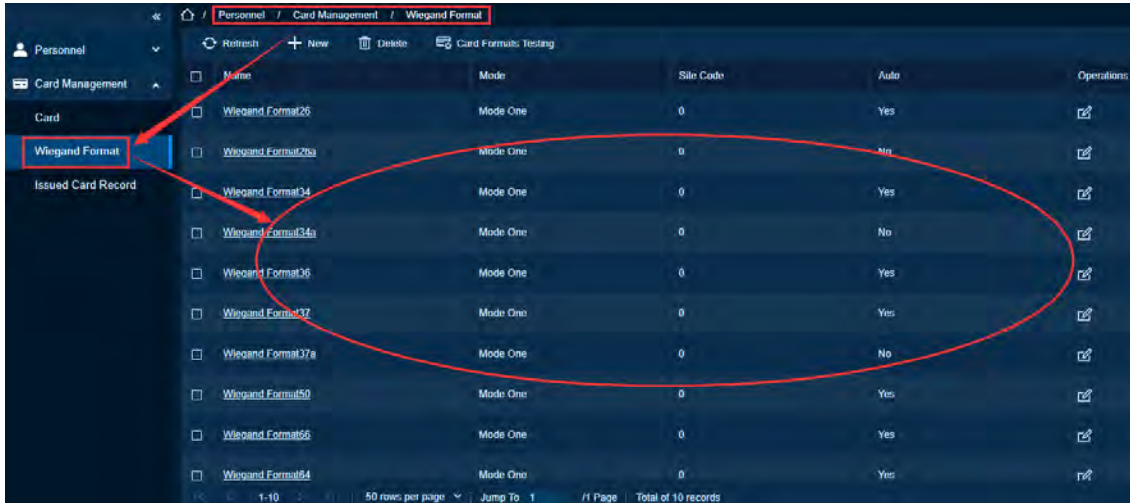 Personnel / Card Management / Wiegand Format
Personnel
Card Management
Card
Wiegand Format
Issued Card Record
Refresh New Delete Card Formats Testing
Name Mode Site Code Auto Operations
Wiegand Format26 Mode One 0 Yes
Wiegand Format26a Mode One 0 No
Wiegand Format34 Mode One 0 Yes
Wiegand Format34a Mode One 0 No
Wiegand Format36 Mode One 0 Yes
Wiegand Format37 Mode One 0 Yes
Wiegand Format37a Mode One 0 No
Wiegand Format50 Mode One 0 Yes
Wiegand Format66 Mode One 0 Yes
Wiegand Format64 Mode One 0 Yes
1-10 50 rows per page Jump To 1 /1 Page Total of 10 records